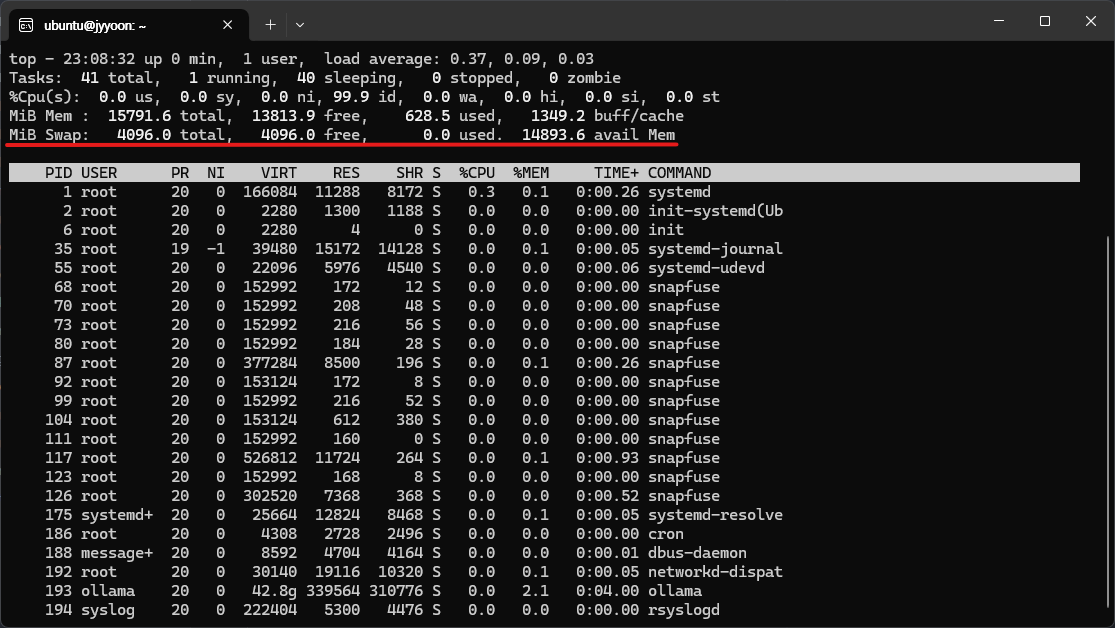 ubuntu@jyyoon: ~
top - 23:08:32 up 0 min,  1 user,  load average: 0.37, 0.09, 0.03
Tasks:  41 total,   1 running,  40 sleeping,   0 stopped,   0 zombie
%Cpu(s):  0.0 us,  0.0 sy,  0.0 ni, 99.9 id,  0.0 wa,  0.0 hi,  0.0 si,  0.0 st
MiB Mem :  15791.6 total,  13813.9 free,    628.5 used,   1349.2 buff/cache
MiB Swap:   4096.0 total,   4096.0 free,      0.0 used.  14893.6 avail Mem
    PID USER      PR  NI    VIRT    RES    SHR S  %CPU  %MEM     TIME+ COMMAND
      1 root      20   0  166084  11288   8172 S   0.3   0.1   0:00.26 systemd
      2 root      20   0    2280   1300   1188 S   0.0   0.0   0:00.00 init-systemd(Ub
      6 root      20   0    2280      4      0 S   0.0   0.0   0:00.00 init
     35 root      19  -1   39480  15172  14128 S   0.0   0.1   0:00.05 systemd-journal
     55 root      20   0   22096   5976   4540 S   0.0   0.0   0:00.06 systemd-udevd
     68 root      20   0  152992    172     12 S   0.0   0.0   0:00.00 snapfuse
     70 root      20   0  152992    208     48 S   0.0   0.0   0:00.00 snapfuse
     73 root      20   0  152992    216     56 S   0.0   0.0   0:00.00 snapfuse
     80 root      20   0  152992    184     28 S   0.0   0.0   0:00.00 snapfuse
     87 root      20   0  377284   8500    196 S   0.0   0.1   0:00.26 snapfuse
     92 root      20   0  153124    172      8 S   0.0   0.0   0:00.00 snapfuse
     99 root      20   0  152992    216     52 S   0.0   0.0   0:00.00 snapfuse
    104 root      20   0  153124    612    380 S   0.0   0.0   0:00.00 snapfuse
    111 root      20   0  152992    160      0 S   0.0   0.0   0:00.00 snapfuse
    117 root      20   0  526812  11724    264 S   0.0   0.1   0:00.93 snapfuse
    123 root      20   0  152992    168      8 S   0.0   0.0   0:00.00 snapfuse
    126 root      20   0  302520   7368    368 S   0.0   0.0   0:00.52 snapfuse
    175 systemd+  20   0   25664  12824   8468 S   0.0   0.1   0:00.05 systemd-resolve
    186 root      20   0    4308   2728   2496 S   0.0   0.0   0:00.00 cron
    188 message+  20   0    8592   4704   4164 S   0.0   0.0   0:00.01 dbus-daemon
    192 root      20   0   30140  19116  10320 S   0.0   0.1   0:00.05 networkd-dispat
    193 ollama    20   0   42.8g 339564 310776 S   0.0   2.1   0:04.00 ollama
    194 syslog    20   0  222404   5300   4476 S   0.0   0.0   0:00.00 rsyslogd